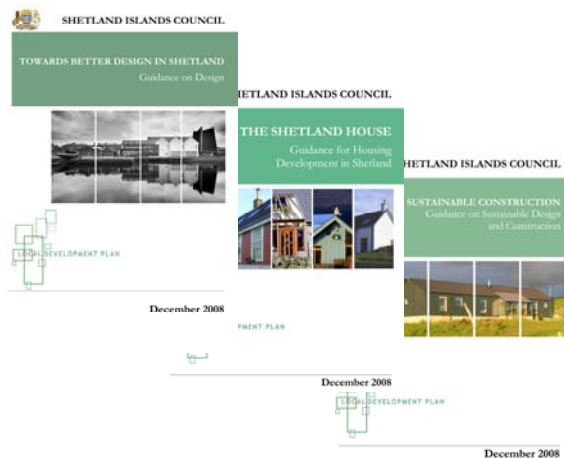 SHETLAND ISLANDS COUNCIL
TOWARDS BETTER DESIGN IN SHETLAND
Guidance on Design
LOCAL DEVELOPMENT PLAN
December 2008
HETLAND ISLANDS COUNCIL
THE SHETLAND HOUSE
Guidance for Housing
Development in Shetland
PMENT PLAN
December 2008
HETLAND ISLANDS COUNCIL
SUSTAINABLE CONSTRUCTION
Guidance on Sustainable Design
and Construction
LOCAL DEVELOPMENT PLAN
December 2008